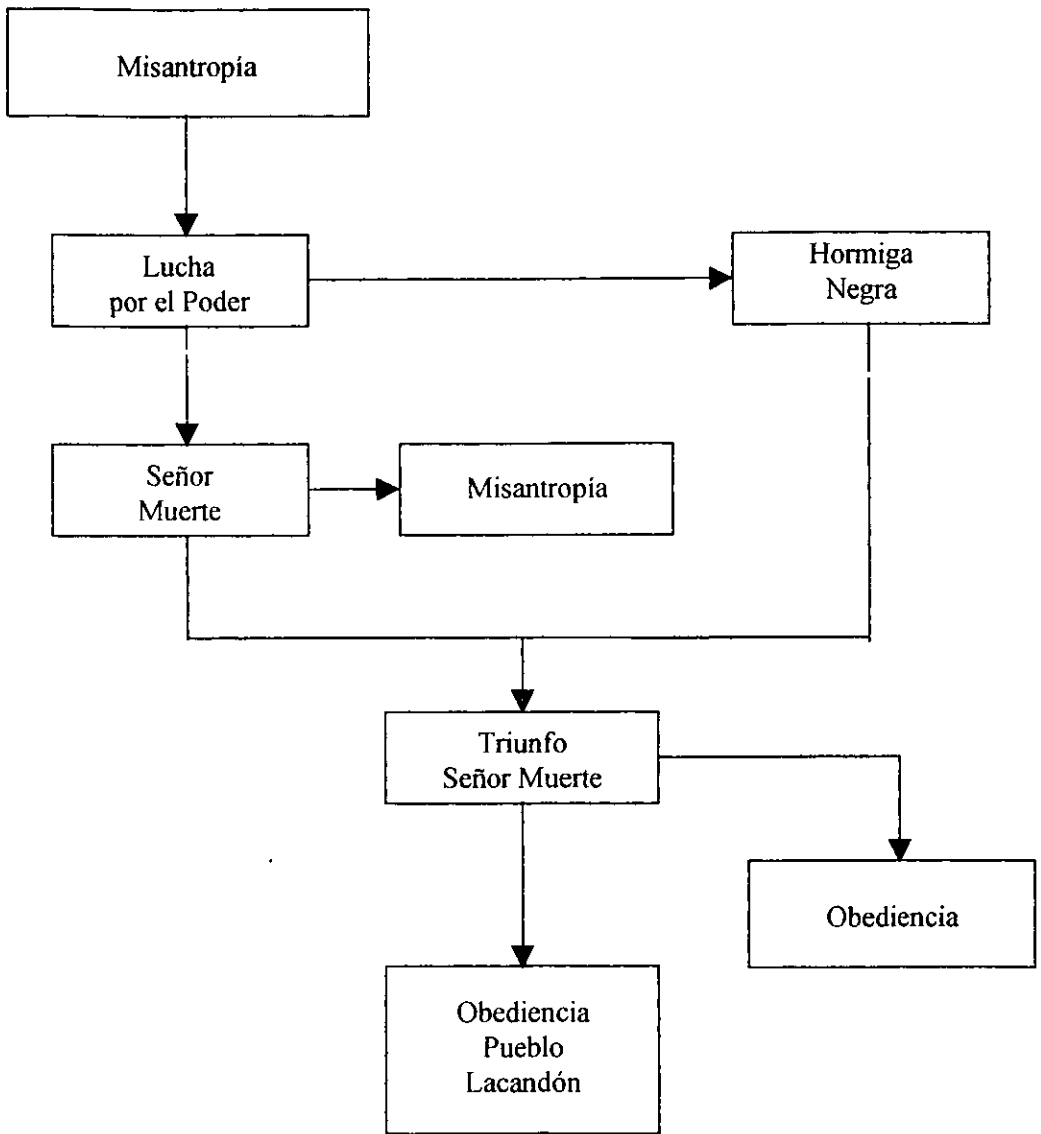 Misantropía
Lucha
por el Poder
Hormiga
Negra
Señor
Muerte
Misantropía
Triunfo
Señor Muerte
Obediencia
Obediencia
Pueblo
Lacandón